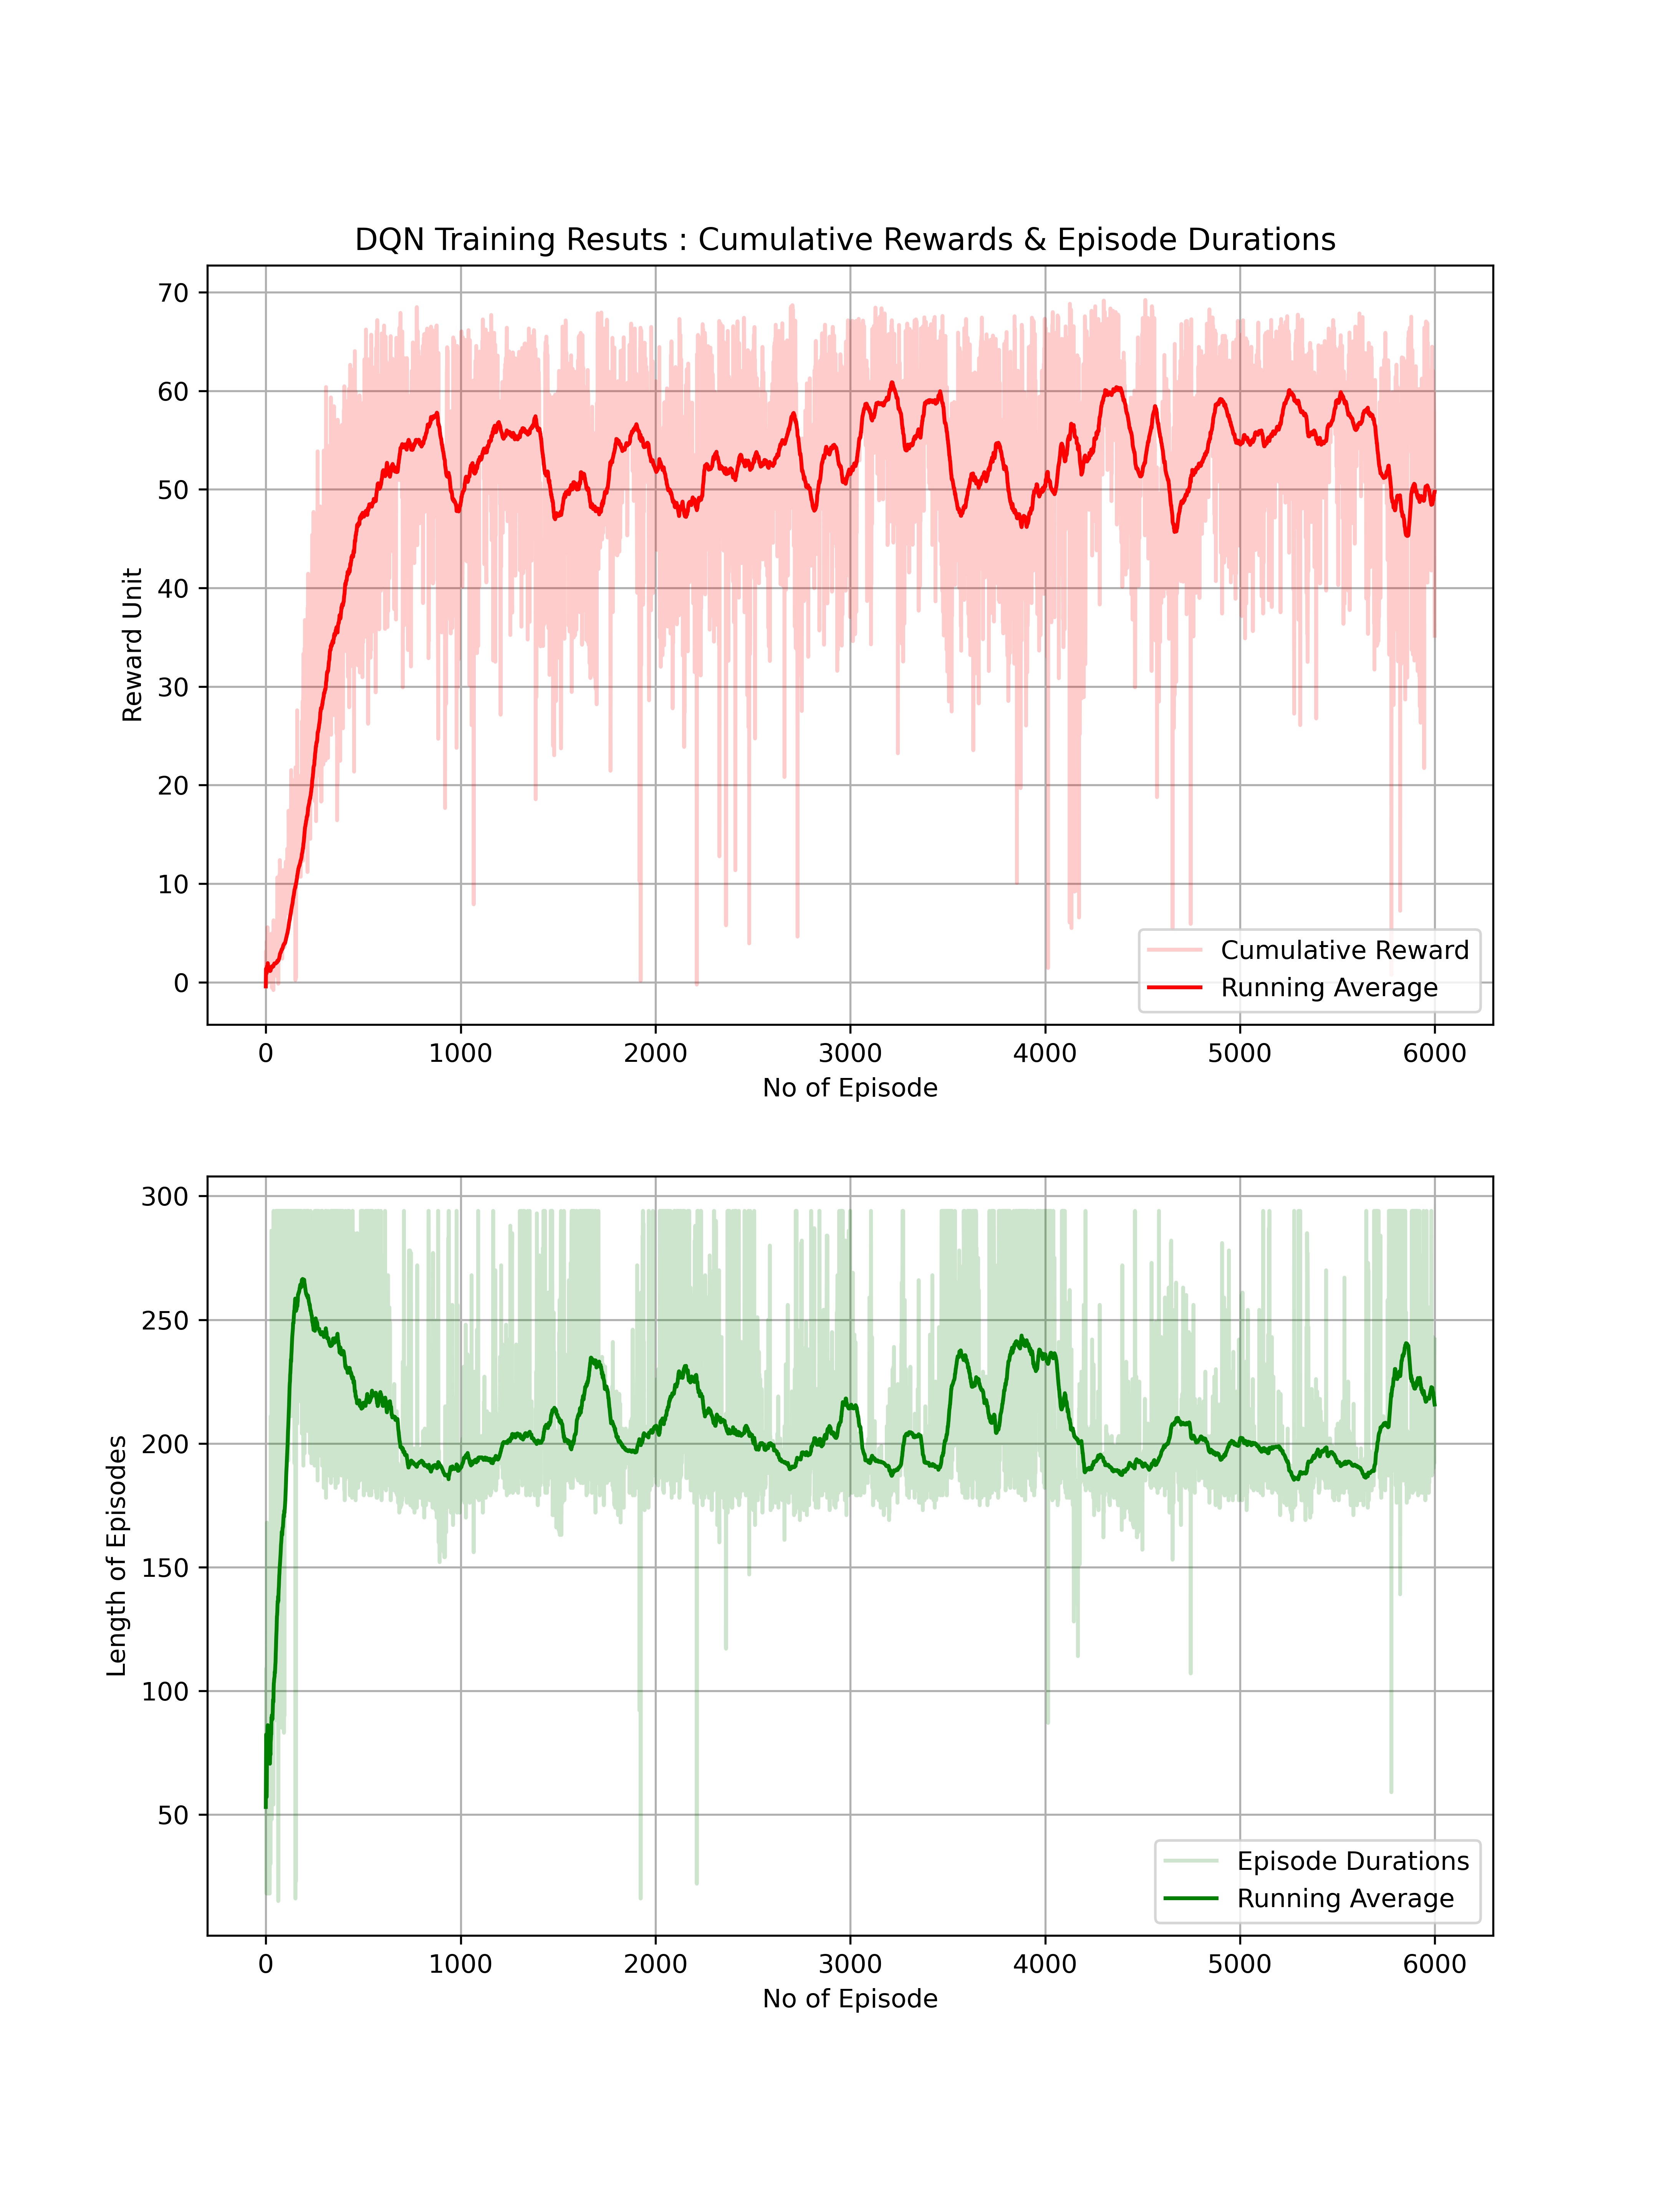 DQN Training Resuts : Cumulative Rewards & Episode Durations
70
60
50
40
30
20
10
0
Reward Unit
Cumulative Reward
Running Average
0 1000 2000 3000 4000 5000 6000
No of Episode
300
250
200
150
100
50
Length of Episodes
Episode Durations
Running Average
0 1000 2000 3000 4000 5000 6000
No of Episode